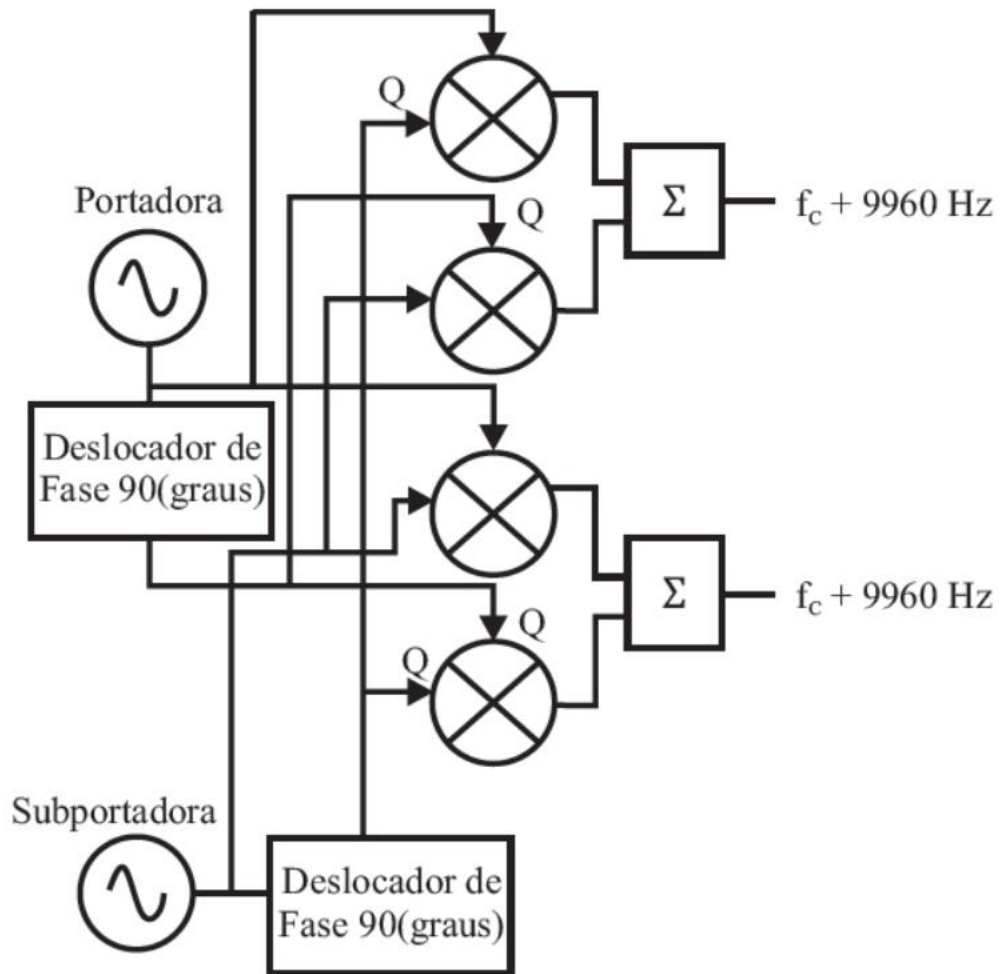 Q
Σ
f_c + 9960 Hz
Portadora
Q
Deslocador de
Fase 90(graus)
Σ
f_c + 9960 Hz
Q
Q
Subportadora
Deslocador de
Fase 90(graus)